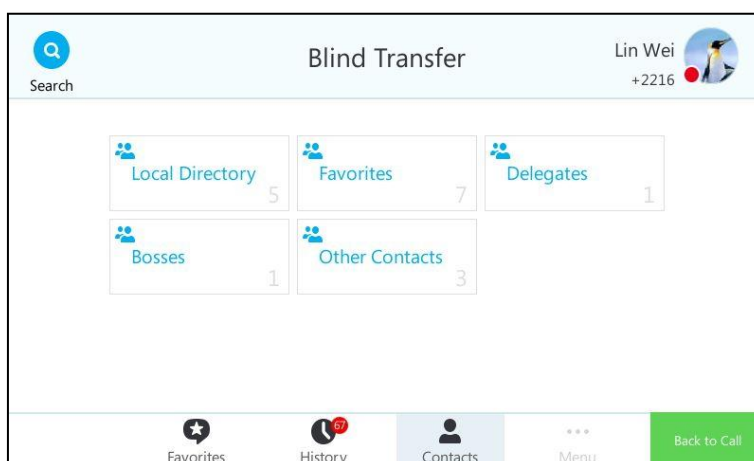 Search
Blind Transfer
Lin Wei
+2216
Local Directory
5
Favorites
7
Delegates
1
Bosses
1
Other Contacts
3
Favorites
67
History
Contacts
Menu
Back to Call